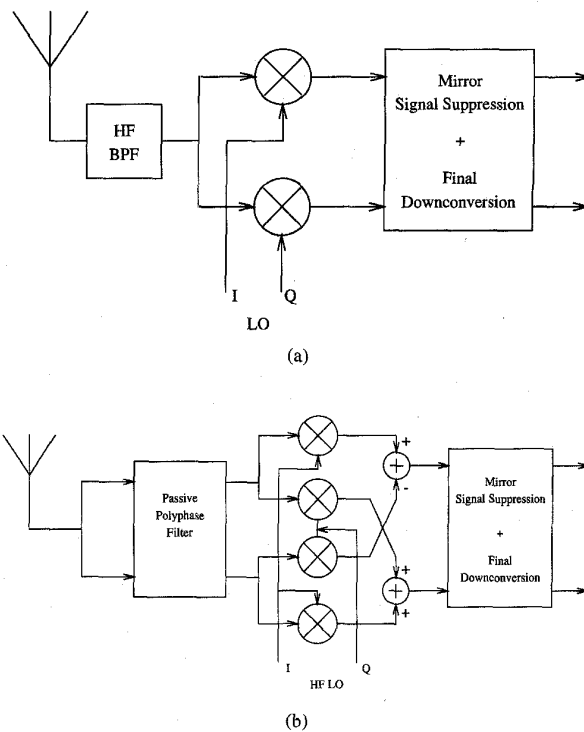 HF
BPF
Mirror
Signal Suppression
+
Final
Downconversion
I
Q
LO
(a)
Passive
Polyphase
Filter
+
+
-
+
+
+
Mirror
Signal Suppression
+
Final
Downconversion
I
Q
HF LO
(b)